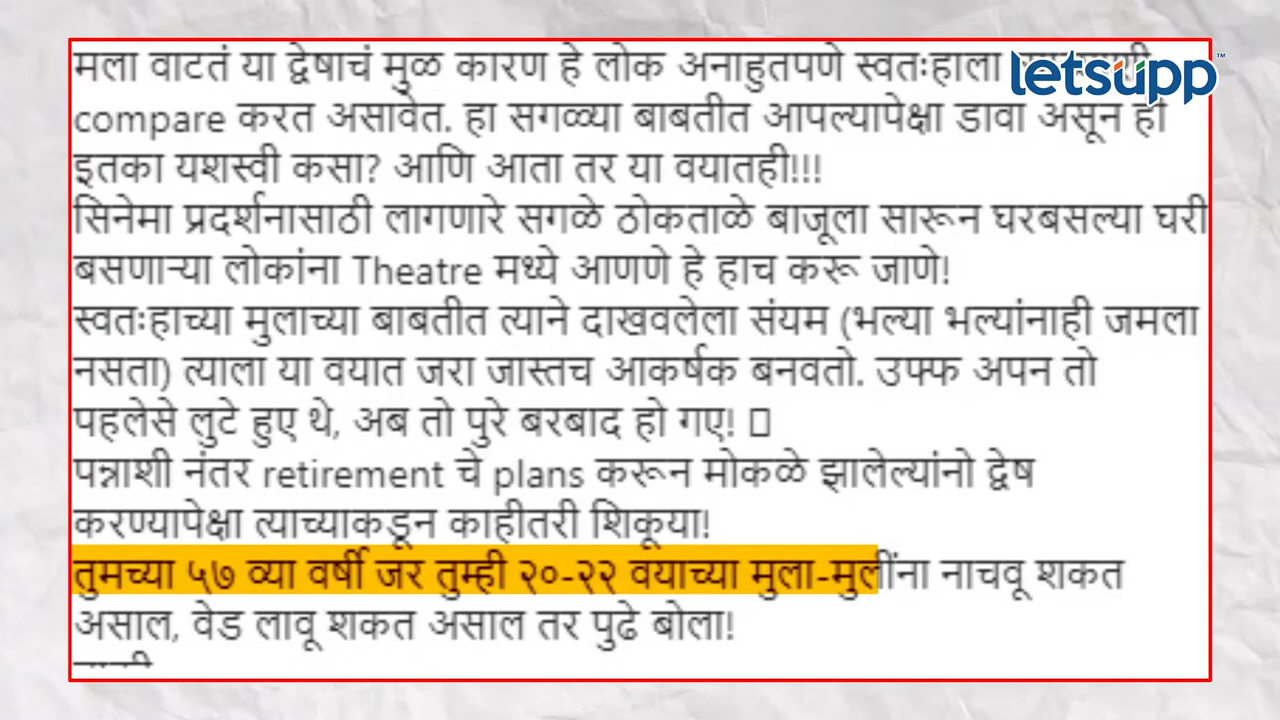 मला वाटतं या द्वेषाचं मुळ कारण हे लोक अनाहुतपणे स्वतःहाला
letsupp™
compare करत असावेत. हा सगळ्या बाबतीत आपल्यापेक्षा डावा असून ही
इतका यशस्वी कसा? आणि आता तर या वयातही!!!
सिनेमा प्रदर्शनासाठी लागणारे सगळे ठोकताळे बाजूला सारून घरबसल्या घरी
बसणाऱ्या लोकांना Theatre मध्ये आणणे हे हाच करू जाणे!
स्वतःहाच्या मुलाच्या बाबतीत त्याने दाखवलेला संयम (भल्या भल्यांनाही जमला
नसता) त्याला या वयात जरा जास्तच आकर्षक बनवतो. उफ्फ अपन तो
पहलेसे लुटे हुए थे, अब तो पुरे बरबाद हो गए!
पन्नाशी नंतर retirement चे plans करून मोकळे झालेल्यांनो द्वेष
करण्यापेक्षा त्याच्याकडून काहीतरी शिकूया!
तुमच्या ५७ व्या वर्षी जर तुम्ही २०-२२ वयाच्या मुला-मुलींना नाचवू शकत
असाल, वेड लावू शकत असाल तर पुढे बोला!